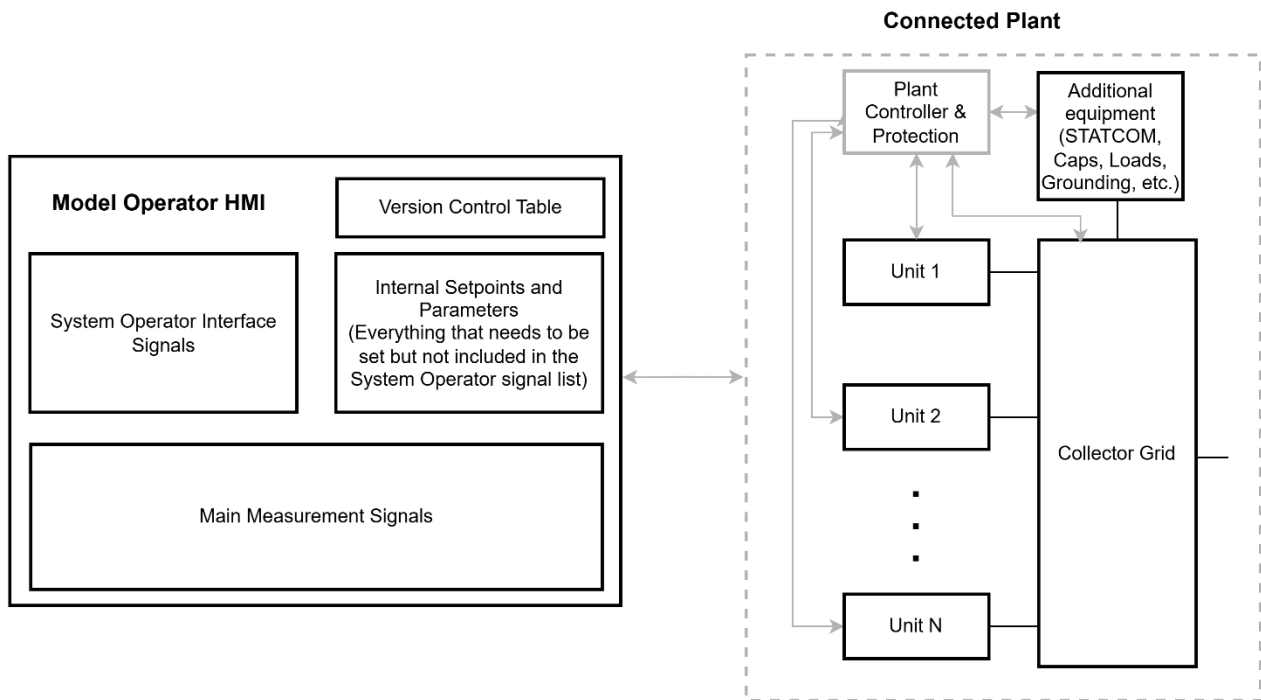 Connected Plant
Model Operator HMI
Version Control Table
System Operator Interface
Signals
Internal Setpoints and
Parameters
(Everything that needs to be
set but not included in the
System Operator signal list)
Main Measurement Signals
Plant
Controller &
Protection
Additional
equipment
(STATCOM,
Caps, Loads,
Grounding, etc.)
Unit 1
Unit 2
Unit N
Collector Grid